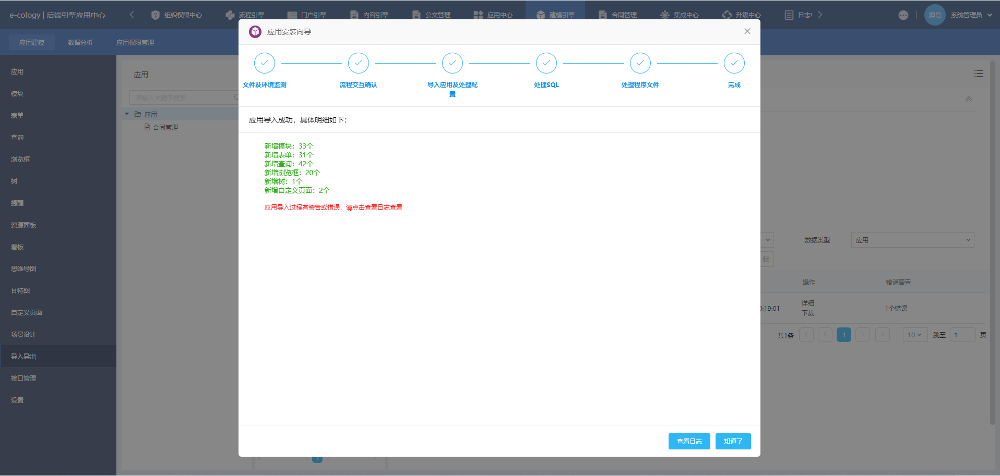 e-cology | 后端引擎应用中心
组织权限中心
流程引擎
门户引擎
内容引擎
公文管理
应用中心
建模引擎
合同管理
集成中心
升级中心
理员
系统管理员
应用建模
数据分析
应用权限管理
应用
模块
表单
查询
浏览框
树
提醒
资源面板
看板
思维导图
甘特图
自定义页面
场景设计
导入导出
接口管理
设置
应用
请输入关键字搜索
应用
合同管理
应用安装向导
文件及环境监测
流程交互确认
导入应用及处理配
置
处理SQL
处理程序文件
完成
应用导入成功，具体明细如下：
新增模块：33个
新增表单：31个
新增查询：42个
新增浏览框：20个
新增树：1个
新增自定义页面：2个
应用导入过程有警告或错误，请点击查看日志查看
查看日志
知道了
数据类型
应用
操作
错误警告
:19:01
详细
下载
1个错误
共1条
1
10
跳至
1
页